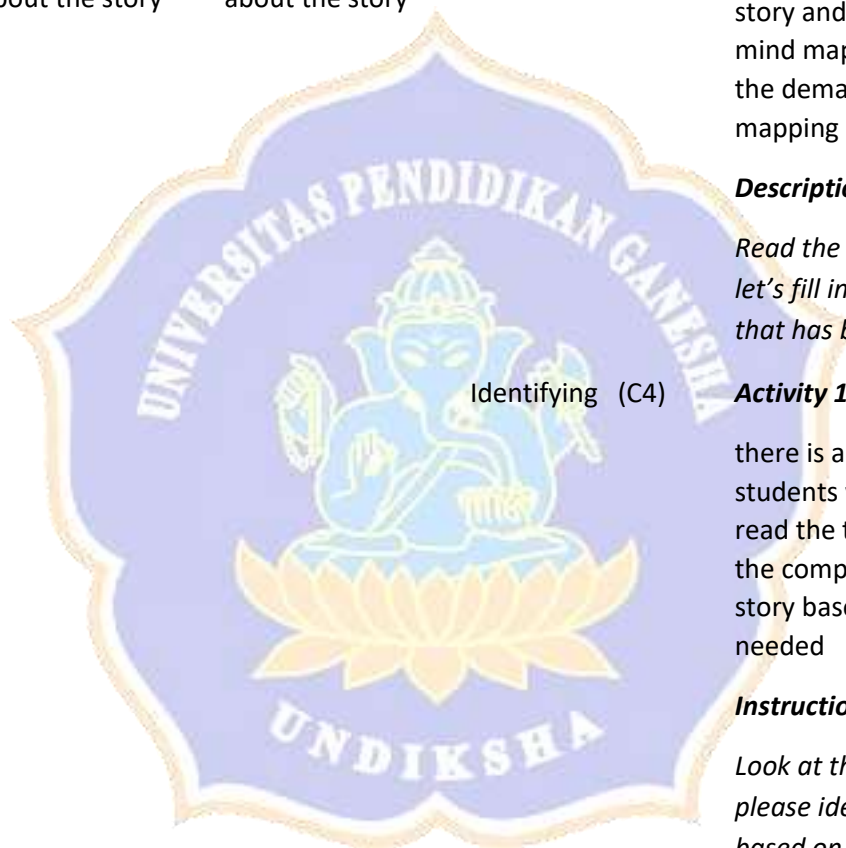 about the story
about the story
story and
mind map
the dema
mapping
Descriptio
Read the
let's fill in
that has b
Identifying (C4)
Activity 1
there is a
students
read the t
the comp
story base
needed
Instructio
Look at th
please ide
based on
UNIVERSITAS PENDIDIKAN GANESHA
UNDIKSHA